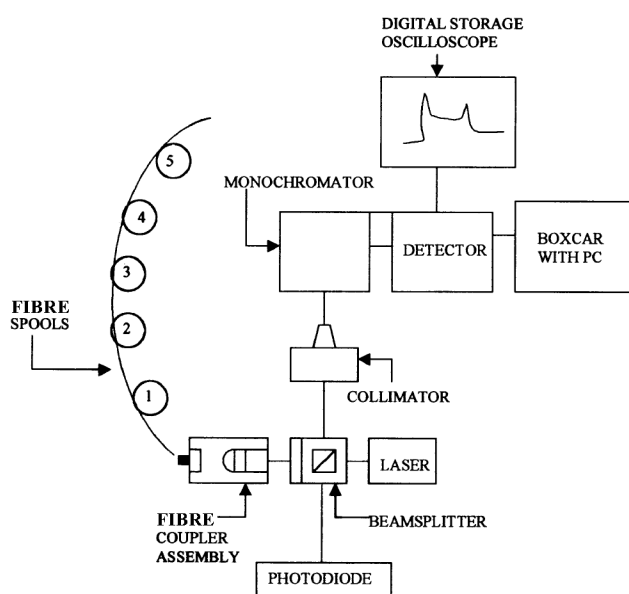 DIGITAL STORAGE
OSCILLOSCOPE
5
MONOCHROMATOR
4
DETECTOR
BOXCAR
WITH PC
3
FIBRE
SPOOLS
2
1
COLLIMATOR
LASER
FIBRE
COUPLER
ASSEMBLY
BEAMSPLITTER
PHOTODIODE